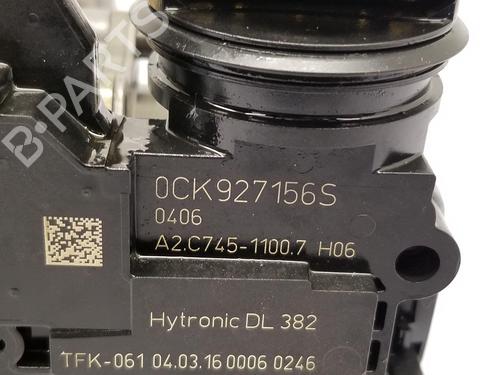 B-PARTS
0CK927156S
0406
A2.C745-1100.7 H06
Hytronic DL 382
TFK-061 04.03.16 0006 0246